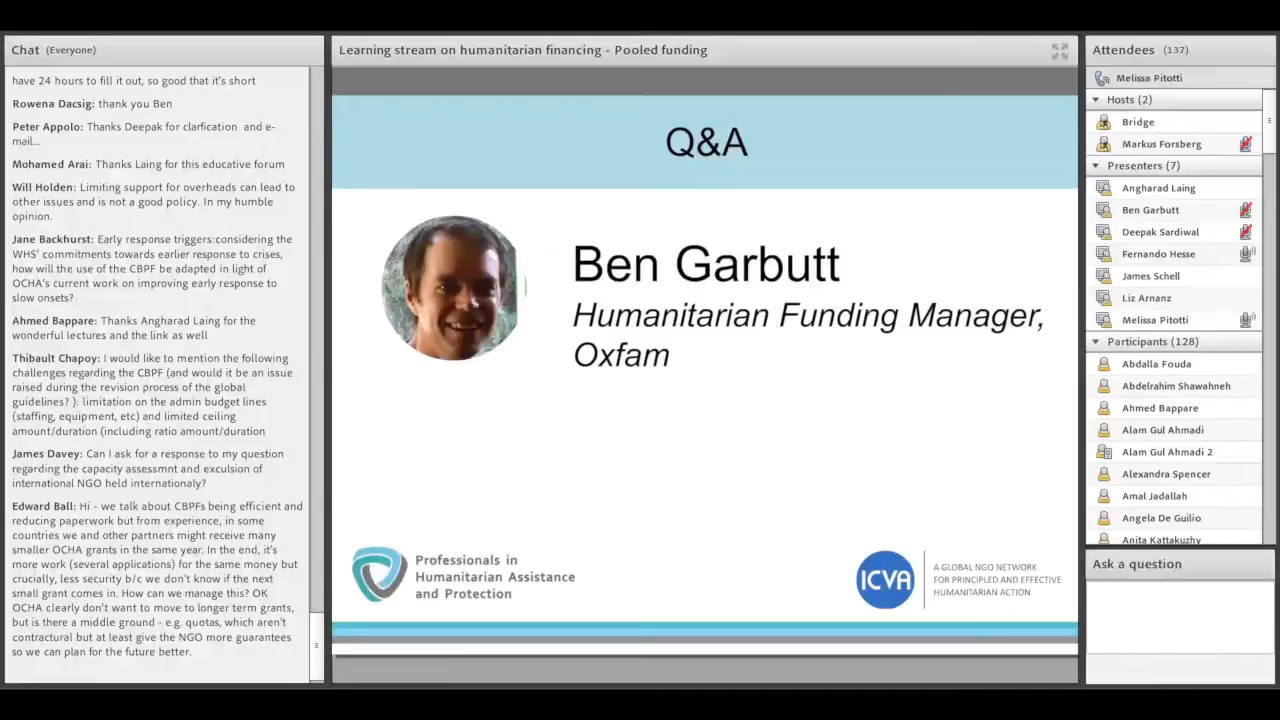 Chat (Everyone)
have 24 hours to fill it out, so good that it's short
Rowena Dacsig: thank you Ben
Peter Appolo: Thanks Deepak for clarfication and e-
mail...
Mohamed Arai: Thanks Laing for this educative forum
Will Holden: Limiting support for overheads can lead to
other issues and is not a good policy. In my humble
opinion.
Jane Backhurst: Early response triggers:considering the
WHS' commitments towards earlier response to crises,
how will the use of the CBPF be adapted in light of
OCHA's current work on improving early response to
slow onsets?
Ahmed Bappare: Thanks Angharad Laing for the
wonderful lectures and the link as well
Thibault Chapoy: I would like to mention the following
challenges regarding the CBPF (and would it be an issue
raised during the revision process of the global
guidelines? ): limitation on the admin budget lines
(staffing, equipment, etc) and limited ceiling
amount/duration (including ratio amount/duration
James Davey: Can I ask for a response to my question
regarding the capacity assessmnt and exculsion of
international NGO held internationaly?
Edward Ball: Hi - we talk about CBPFs being efficient and
reducing paperwork but from experience, in some
countries we and other partners might receive many
smaller OCHA grants in the same year. In the end, it's
more work (several applications) for the same money but
crucially, less security b/c we don't know if the next
small grant comes in. How can we manage this? OK
OCHA clearly don't want to move to longer term grants,
but is there a middle ground - e.g. quotas, which aren't
contractural but at least give the NGO more guarantees
so we can plan for the future better.
Learning stream on humanitarian financing - Pooled funding
Q&A
Ben Garbutt
Humanitarian Funding Manager,
Oxfam
Professionals in
Humanitarian Assistance
and Protection
ICVA
A GLOBAL NGO NETWORK
FOR PRINCIPLED AND EFFECTIVE
HUMANITARIAN ACTION
Attendees (137)
Melissa Pitotti
Hosts (2)
Bridge
Markus Forsberg
Presenters (7)
Angharad Laing
Ben Garbutt
Deepak Sardiwal
Fernando Hesse
James Schell
Liz Arnanz
Melissa Pitotti
Participants (128)
Abdalla Fouda
Abdelrahim Shawahneh
Ahmed Bappare
Alam Gul Ahmadi
Alam Gul Ahmadi 2
Alexandra Spencer
Amal Jadallah
Angela De Guilio
Anita Kattakuzhy
Ask a question